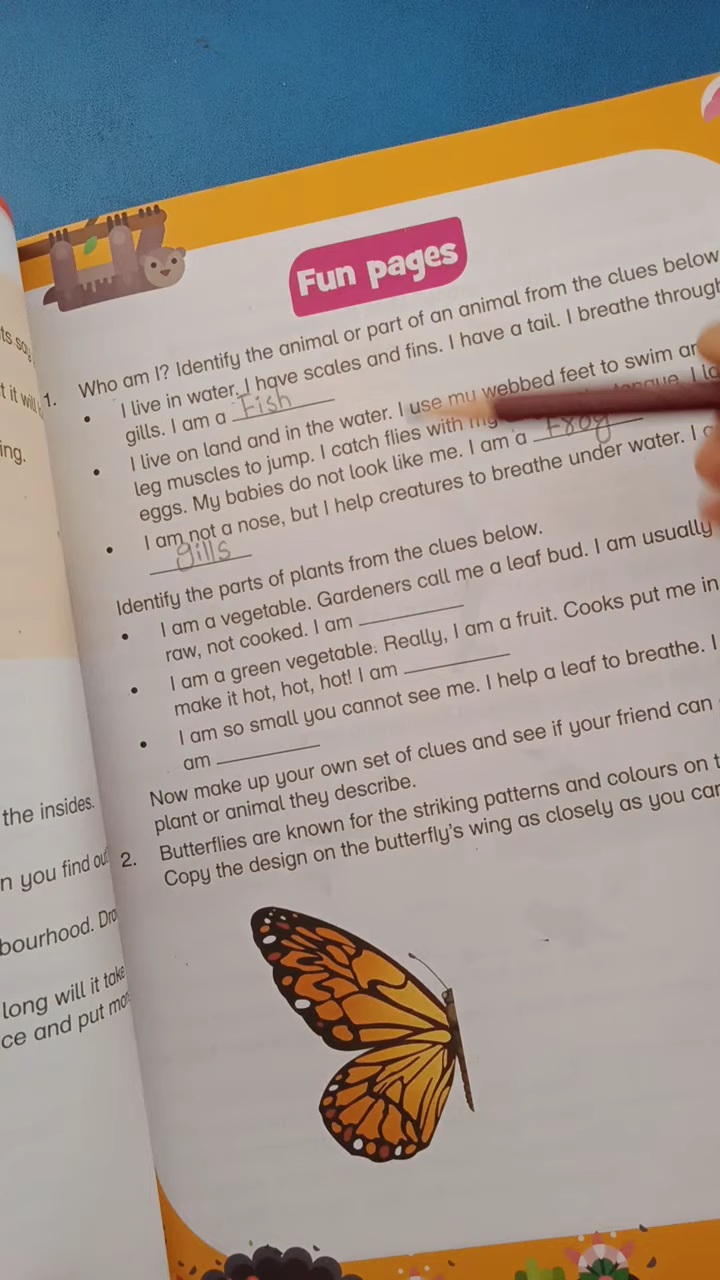 Fun pages
1. Who am I? Identify the animal or part of an animal from the clues below
• I live in water. I have scales and fins. I have a tail. I breathe through
gills. I am a Fish
• I live on land and in the water. I use my webbed feet to swim
leg muscles to jump. I catch flies with my tongue. I
eggs. My babies do not look like me. I am a Frog
• I am not a nose, but I help creatures to breathe under water. I
gills
Identify the parts of plants from the clues below.
• I am a vegetable. Gardeners call me a leaf bud. I am usually
raw, not cooked. I am
• I am a green vegetable. Really, I am a fruit. Cooks put me in
make it hot, hot, hot! I am
• I am so small you cannot see me. I help a leaf to breathe. I
am
Now make up your own set of clues and see if your friend can
plant or animal they describe.
2. Butterflies are known for the striking patterns and colours on
Copy the design on the butterfly's wing as closely as you
ing.
the insides.
n you find out
bourhood.
long will it take
ce and put